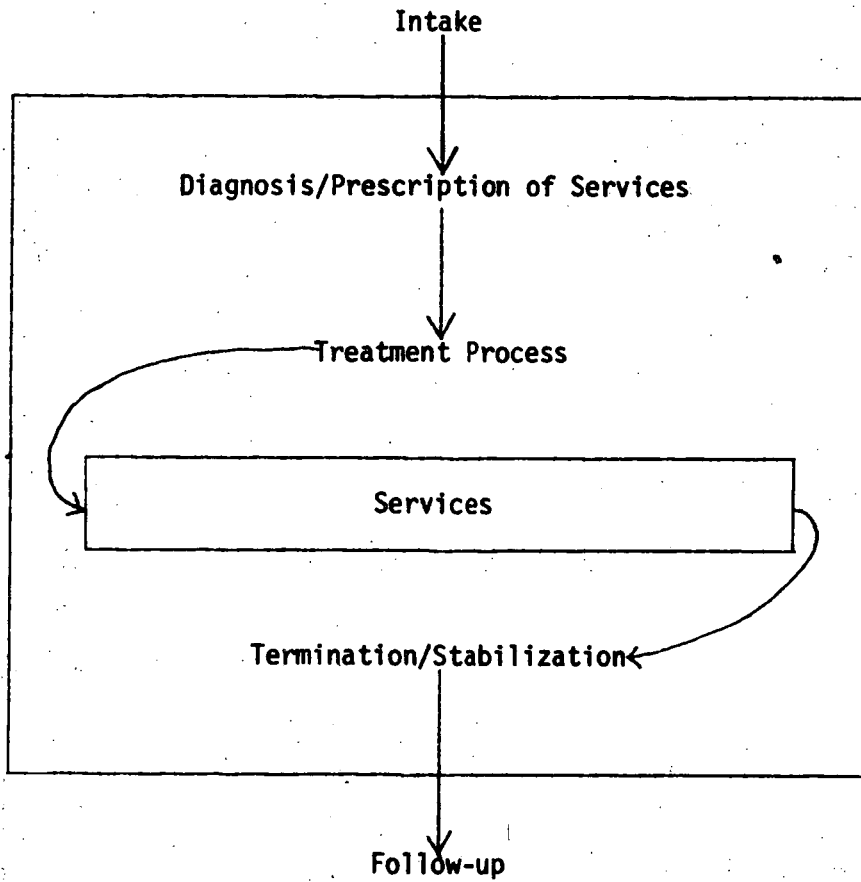 Intake
Diagnosis/Prescription of Services
Treatment Process
Services
Termination/Stabilization
Follow-up